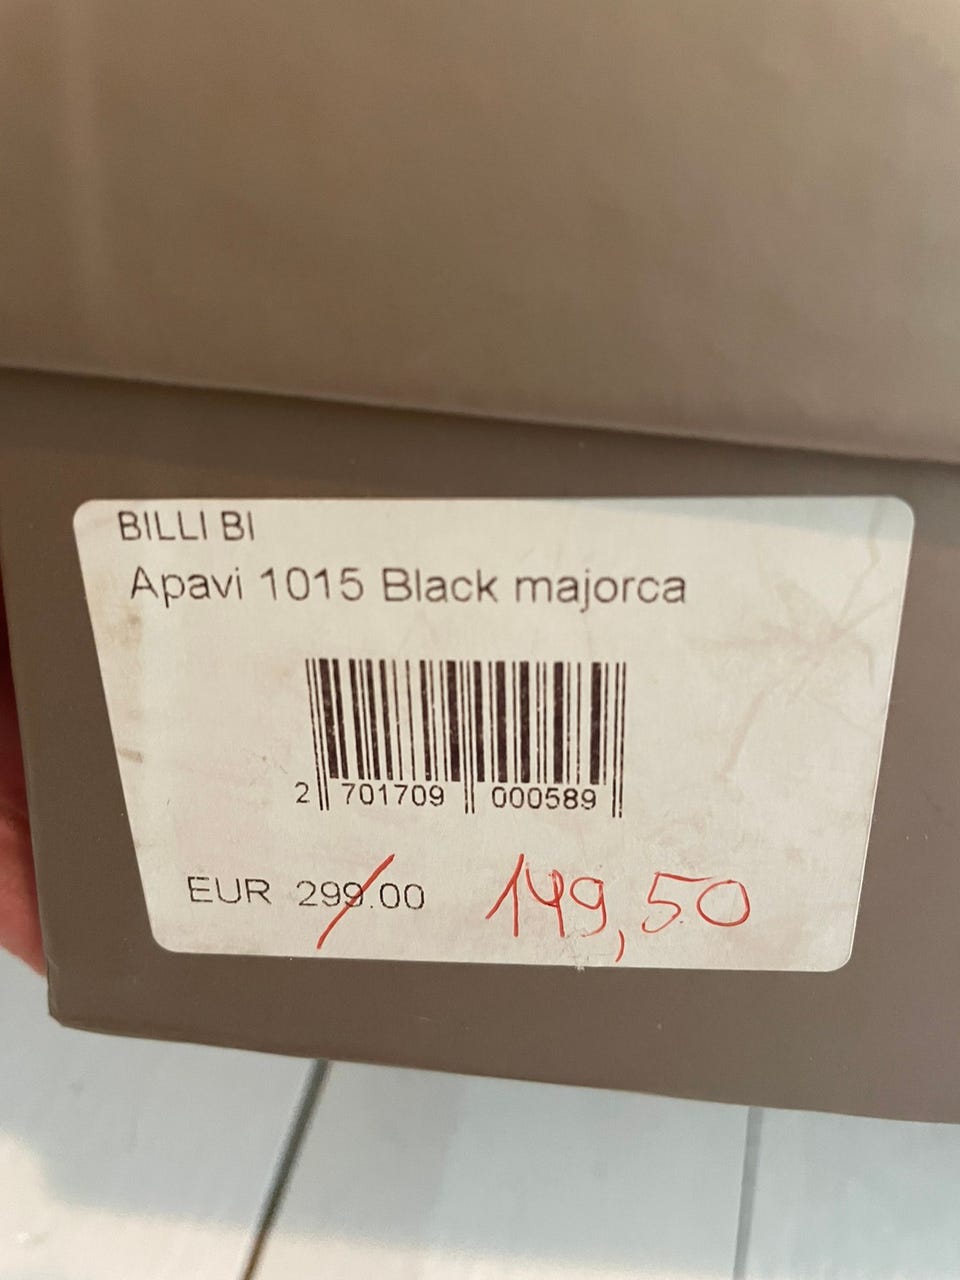 BILLI BI
Apavi 1015 Black majorca
2 701709 000589
EUR 299.00 149,50